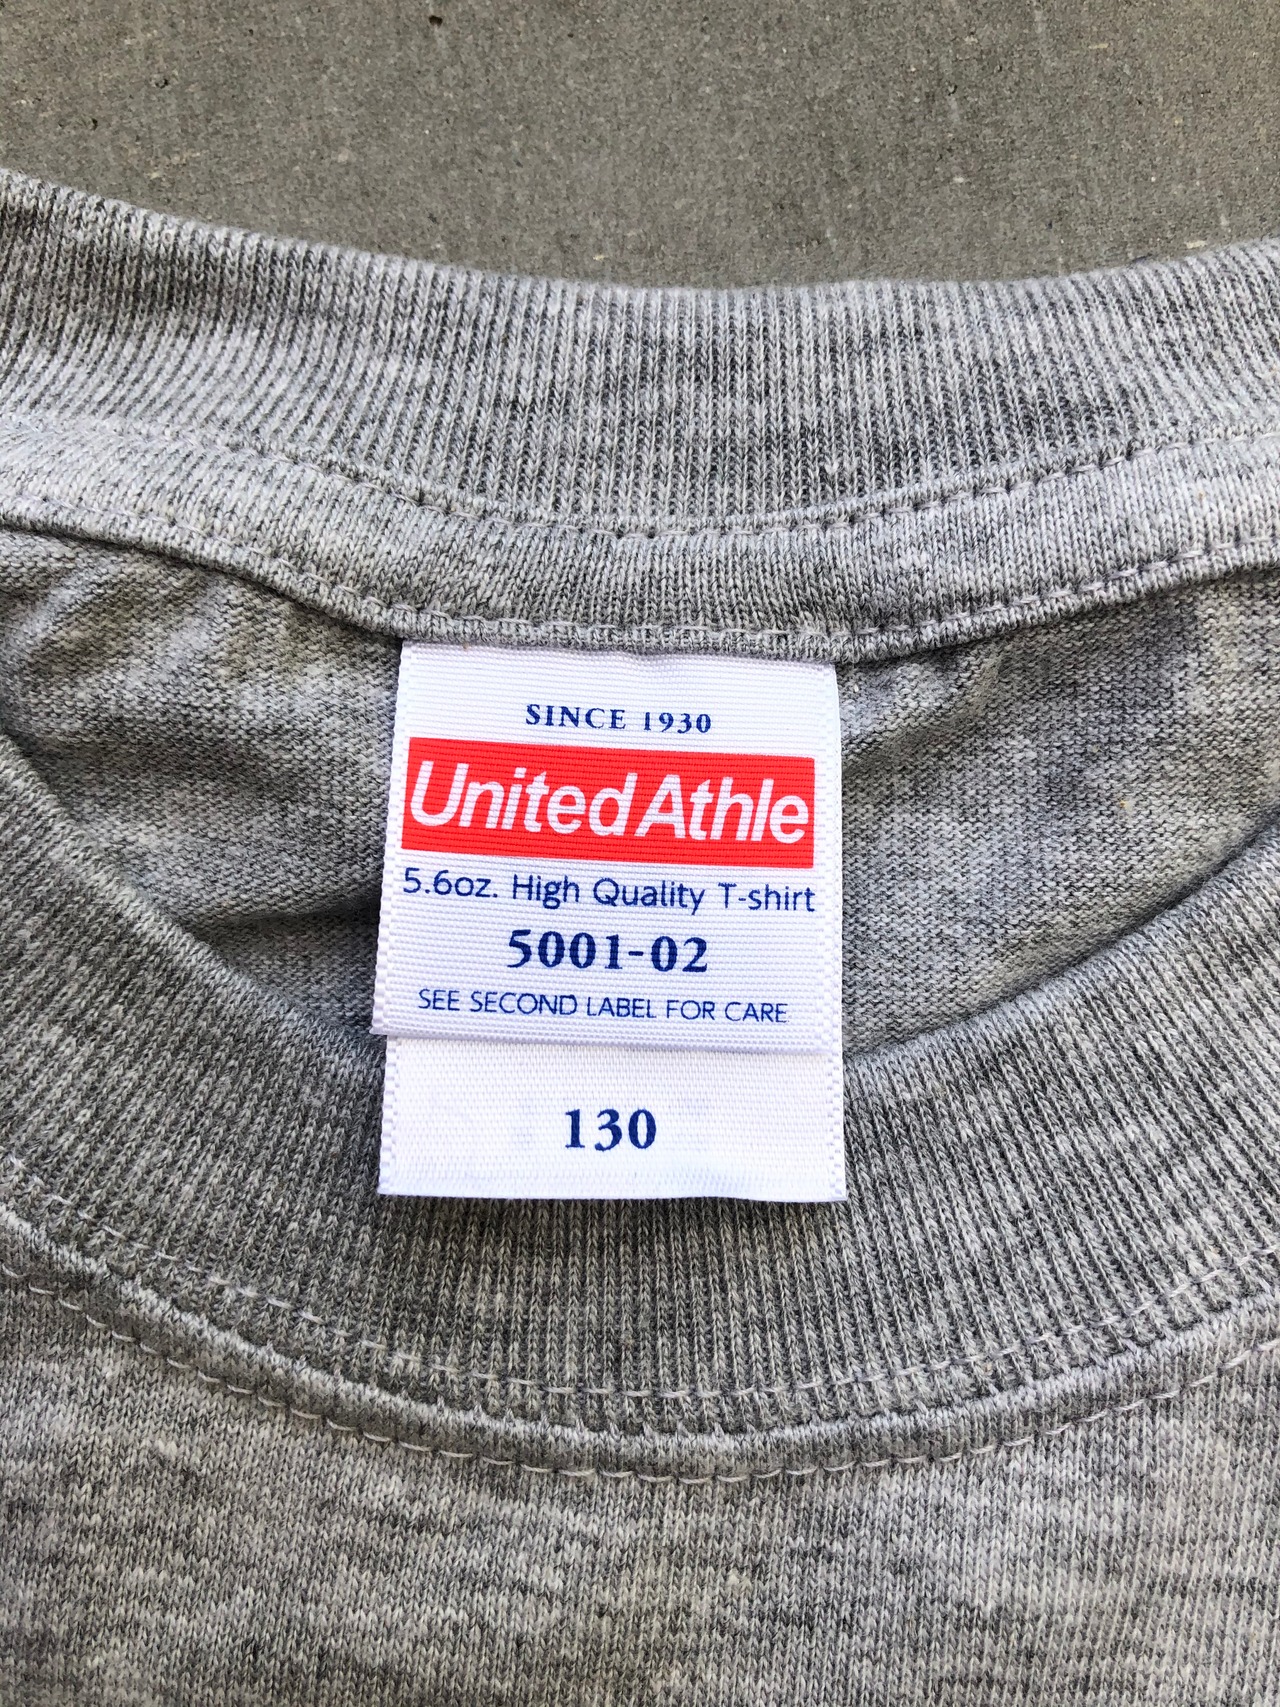 SINCE 1930
United Athle
5.6oz. High Quality T-shirt
5001-02
SEE SECOND LABEL FOR CARE
130